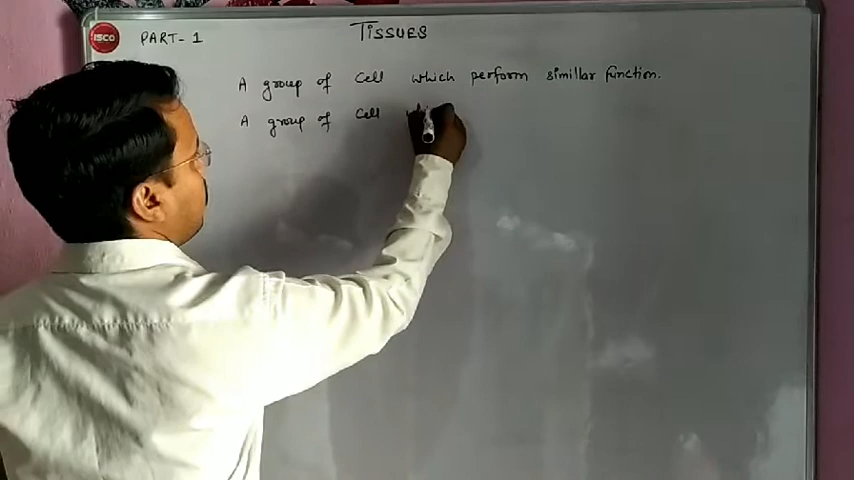 ISCO PART-1 TISSUES
A group of Cell which perform simillar function.
A group of Cell